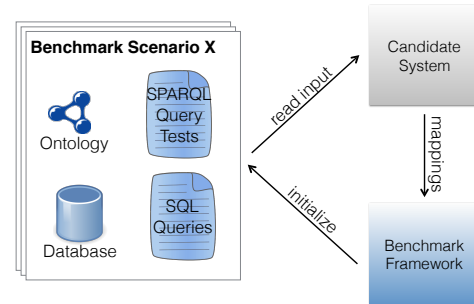 Benchmark Scenario X
SPARQL
Query
Tests
Ontology
SQL
Queries
Database
read input
initialize
Candidate
System
mappings
Benchmark
Framework